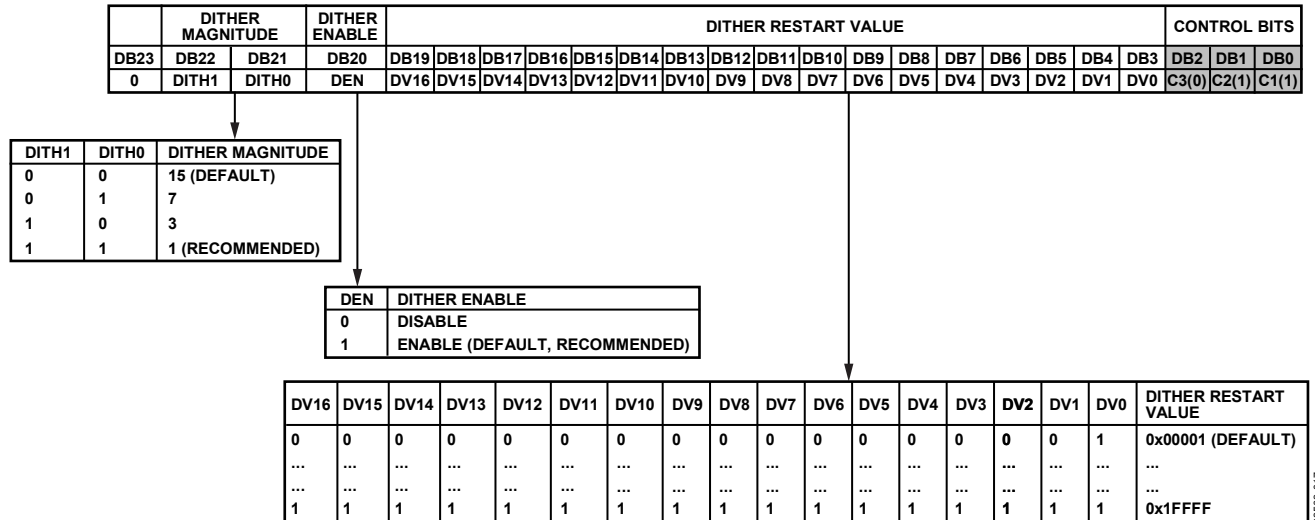 DITHER MAGNITUDE DITHER ENABLE DITHER RESTART VALUE CONTROL BITS
DB23 DB22 DB21 DB20 DB19 DB18 DB17 DB16 DB15 DB14 DB13 DB12 DB11 DB10 DB9 DB8 DB7 DB6 DB5 DB4 DB3 DB2 DB1 DB0
0 DITH1 DITH0 DEN DV16 DV15 DV14 DV13 DV12 DV11 DV10 DV9 DV8 DV7 DV6 DV5 DV4 DV3 DV2 DV1 DV0 C3(0) C2(1) C1(1)
DITH1 DITH0 DITHER MAGNITUDE
0 0 15 (DEFAULT)
0 1 7
1 0 3
1 1 1 (RECOMMENDED)
DEN DITHER ENABLE
0 DISABLE
1 ENABLE (DEFAULT, RECOMMENDED)
DV16 DV15 DV14 DV13 DV12 DV11 DV10 DV9 DV8 DV7 DV6 DV5 DV4 DV3 DV2 DV1 DV0 DITHER RESTART VALUE
0 0 0 0 0 0 0 0 0 0 0 0 0 0 0 0 1 0x00001 (DEFAULT)
... ... ... ... ... ... ... ... ... ... ... ... ... ... ... ... ... ...
... ... ... ... ... ... ... ... ... ... ... ... ... ... ... ... ... ...
1 1 1 1 1 1 1 1 1 1 1 1 1 1 1 1 1 0x1FFFF